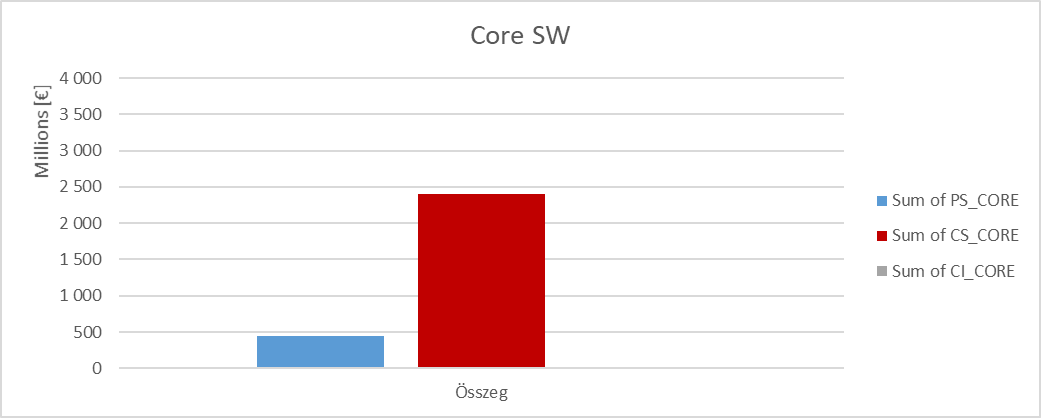 Core SW
Millions [€]
4 000
3 500
3 000
2 500
2 000
1 500
1 000
500
0
Összeg
Sum of PS_CORE
Sum of CS_CORE
Sum of CI_CORE